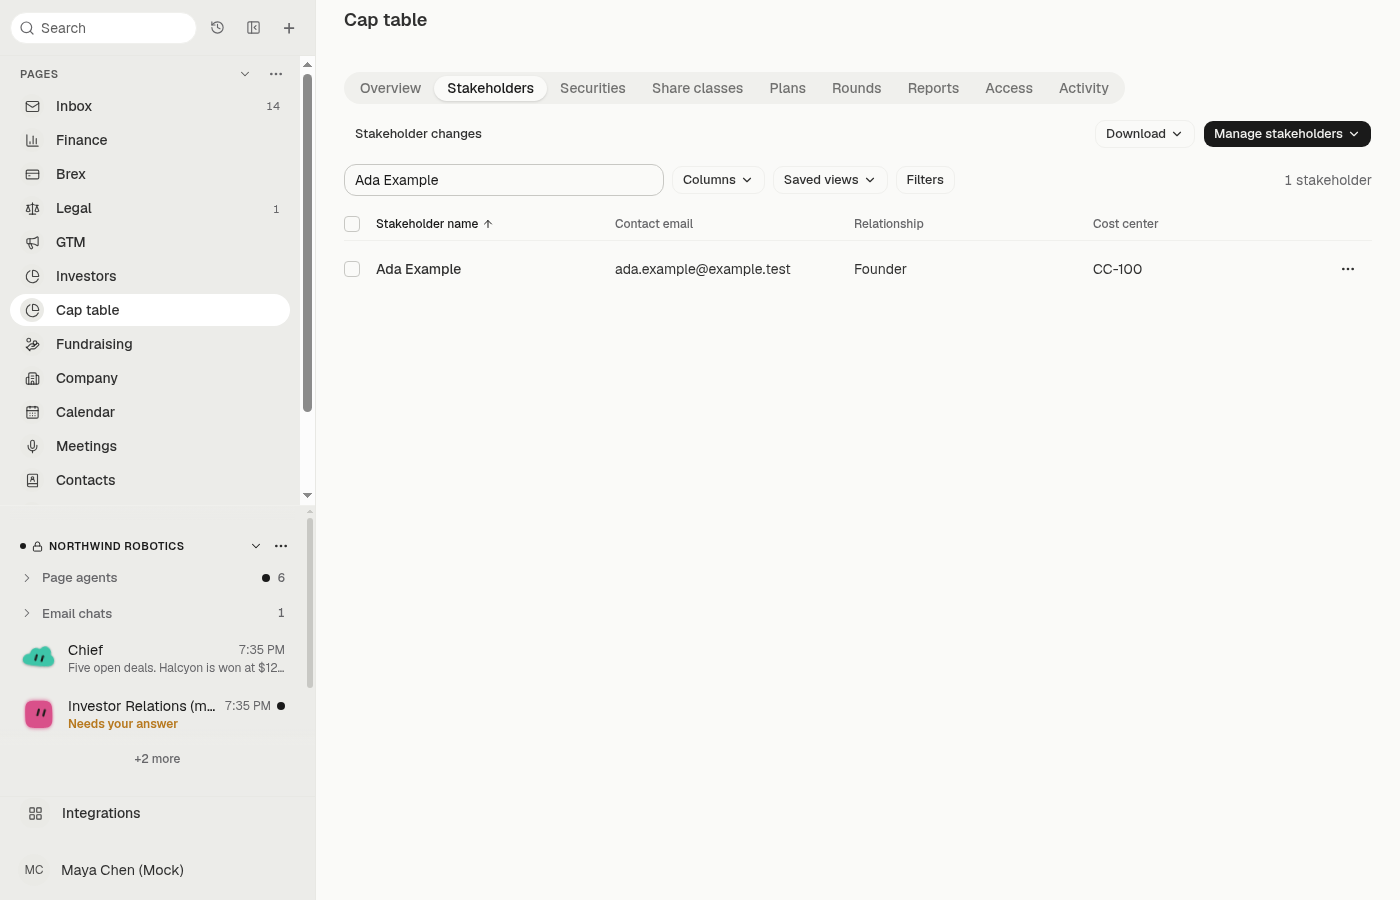 Search
PAGES
Inbox 14
Finance
Brex
Legal 1
GTM
Investors
Cap table
Fundraising
Company
Calendar
Meetings
Contacts
NORTHWIND ROBOTICS
Page agents 6
Email chats 1
Chief 7:35 PM
Five open deals. Halcyon is won at $12...
Investor Relations (m... 7:35 PM
Needs your answer
+2 more
Integrations
MC Maya Chen (Mock)
Cap table
Overview Stakeholders Securities Share classes Plans Rounds Reports Access Activity
Stakeholder changes Download Manage stakeholders
Ada Example Columns Saved views Filters 1 stakeholder
Stakeholder name Contact email Relationship Cost center
Ada Example ada.example@example.test Founder CC-100